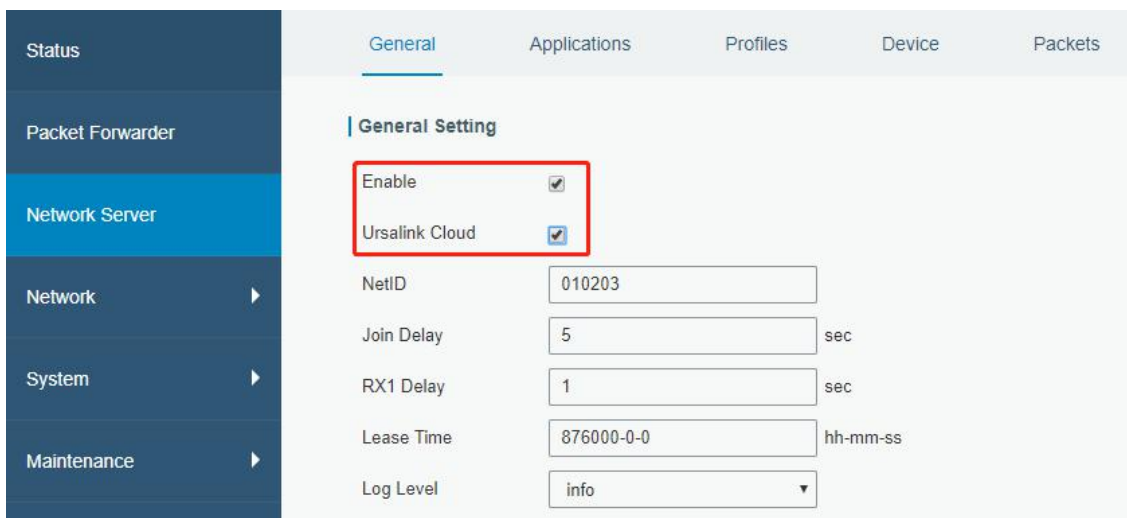 Status
Packet Forwarder
Network Server
Network
System
Maintenance
General Applications Profiles Device Packets
General Setting
Enable
Ursalink Cloud
NetID 010203
Join Delay 5 sec
RX1 Delay 1 sec
Lease Time 876000-0-0 hh-mm-ss
Log Level info